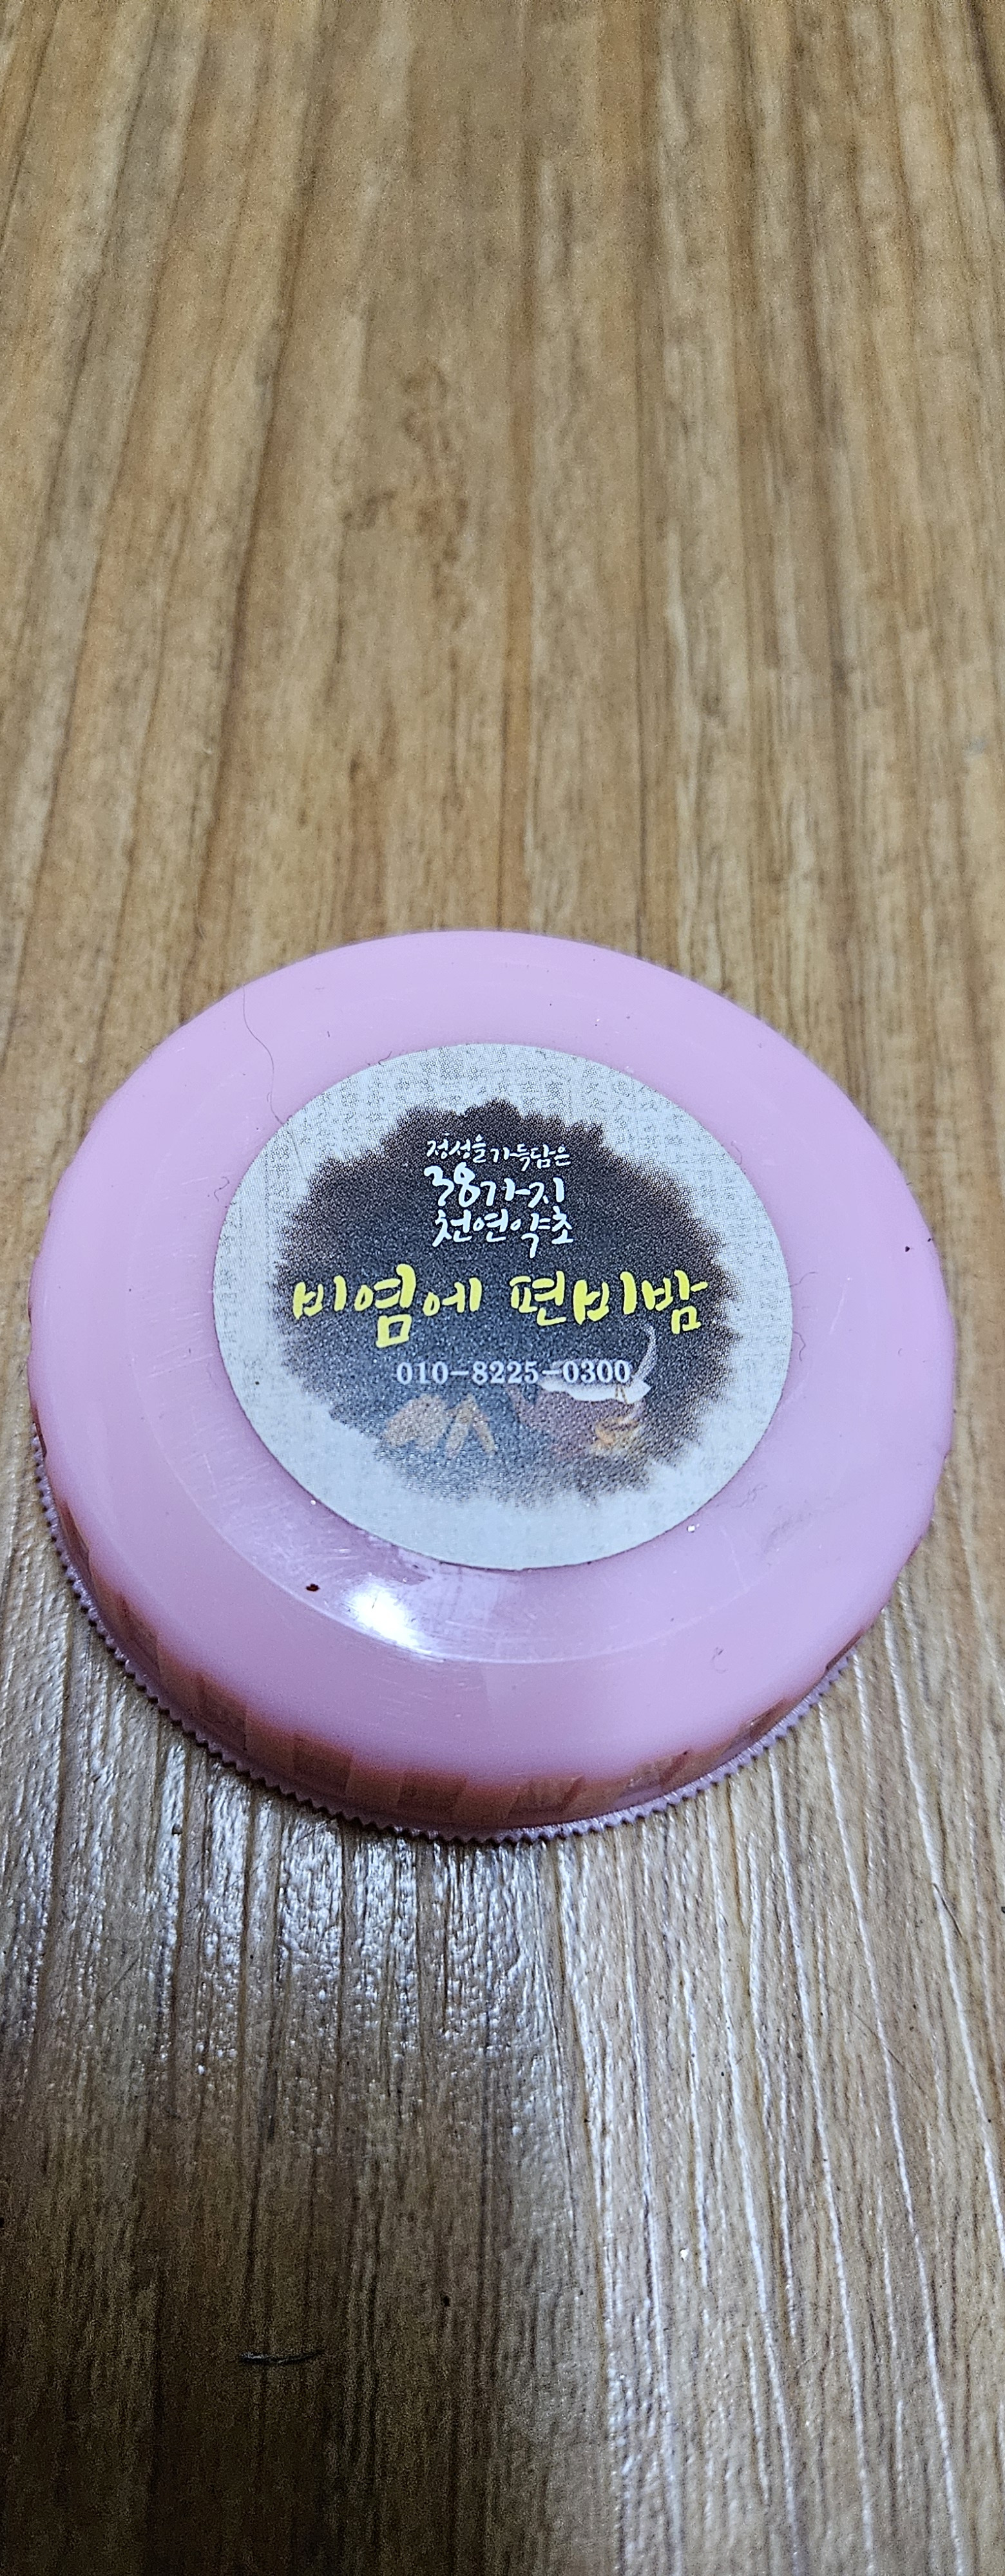 정성을가득담은
38가지
천연약초
비염에 편비밤
010-8225-0300